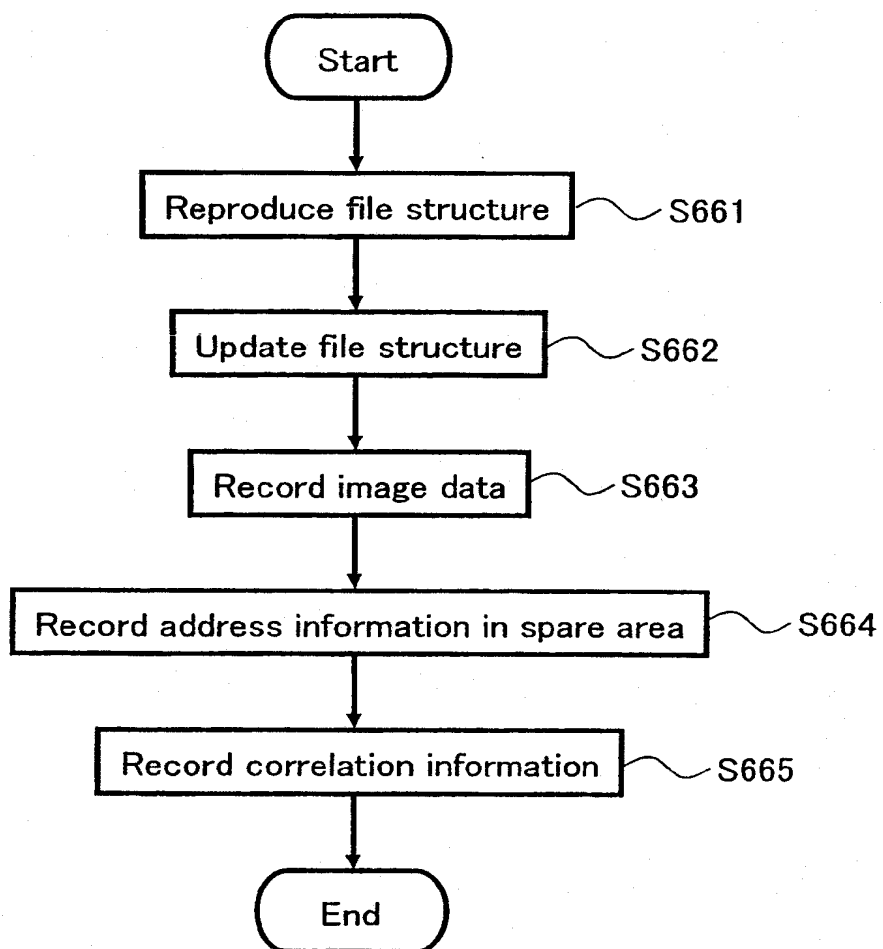 Start
Reproduce file structure S661
Update file structure S662
Record image data S663
Record address information in spare area S664
Record correlation information S665
End